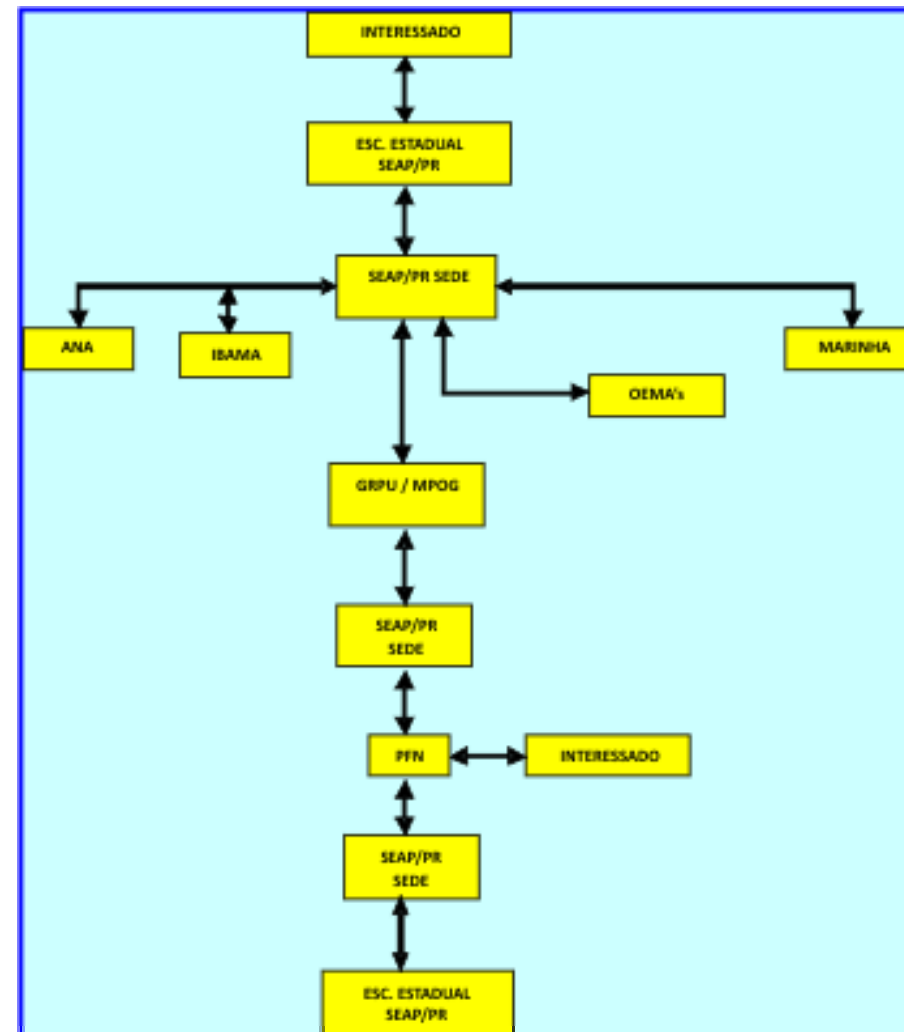 INTERESSADO
ESC. ESTADUAL
SEAP/PR
SEAP/PR SEDE
ANA
IBAMA
MARINHA
OEMA's
GRPU / MPOG
SEAP/PR
SEDE
PFN
INTERESSADO
SEAP/PR
SEDE
ESC. ESTADUAL
SEAP/PR